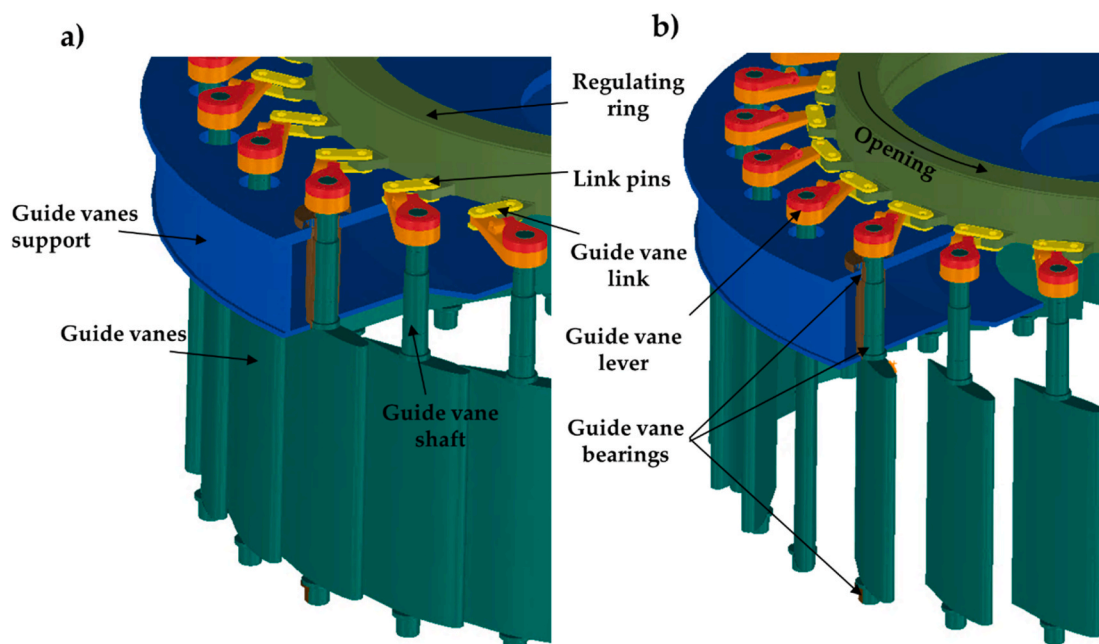 a)
Regulating
ring
Link pins
Guide vanes
support
Guide vane
link
Guide vanes
Guide vane
shaft
b)
Opening
Guide vane
lever
Guide vane
bearings